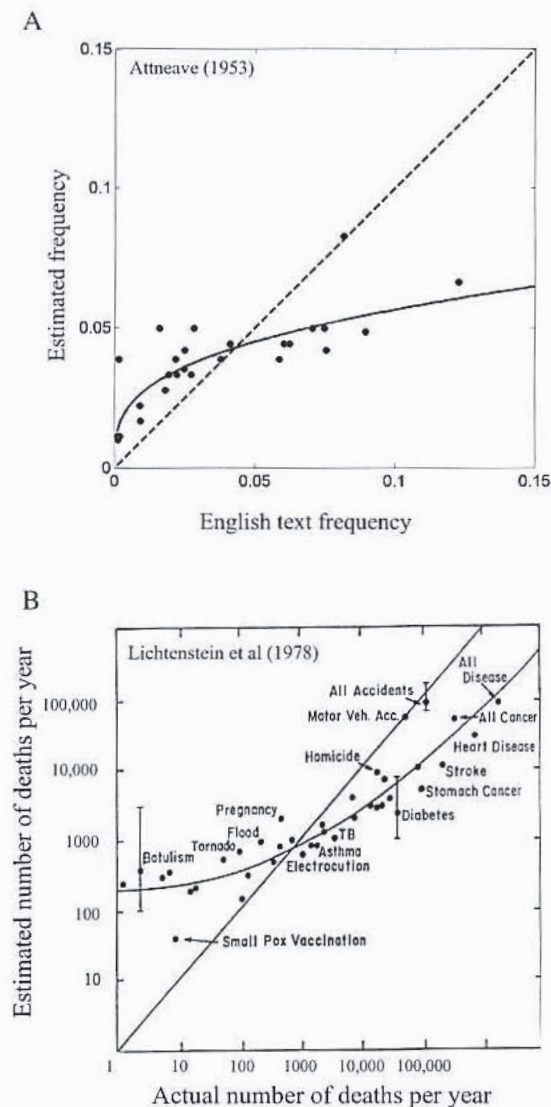 A
0.15
Attneave (1953)
0.1
0.05
0
0
0.05
0.1
0.15
Estimated frequency
English text frequency
B
Lichtenstein et al (1978)
All
Disease
All Accidents
Motor Veh. Acc.
All Cancer
Heart Disease
Homicide
Stroke
Stomach Cancer
Pregnancy
Diabetes
Flood
TB
Tornado
Asthma
Botulism
Electrocution
Small Pox Vaccination
100,000
10,000
1000
100
10
1
10
100
1000
10,000
100,000
Estimated number of deaths per year
Actual number of deaths per year